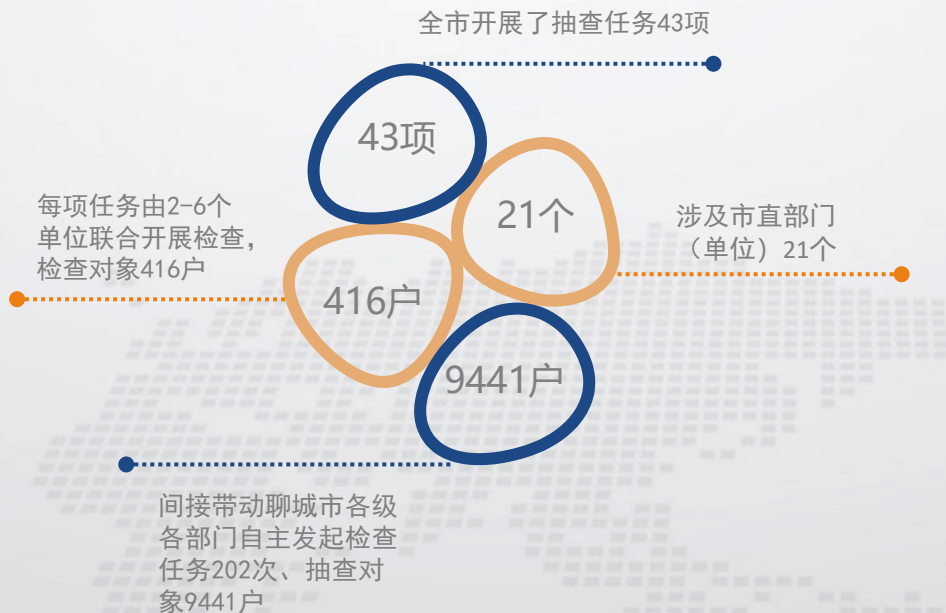 全市开展了抽查任务43项
43项
21个
涉及市直部门
（单位）21个
每项任务由2-6个
单位联合开展检查，
检查对象416户
416户
9441户
间接带动聊城市各级
各部门自主发起检查
任务202次、抽查对
象9441户